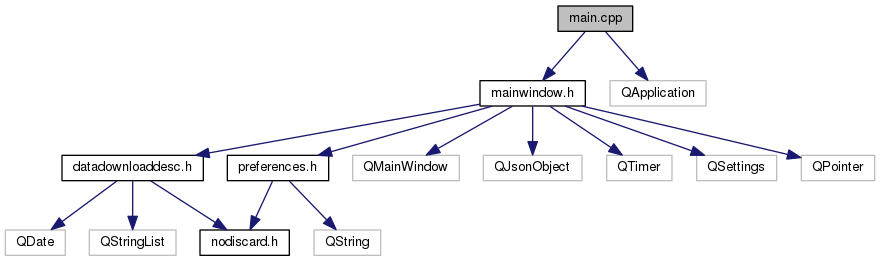 main.cpp
mainwindow.h
QApplication
datadownloaddesc.h
preferences.h
QMainWindow
QJsonObject
QTimer
QSettings
QPointer
QDate
QStringList
nodiscard.h
QString